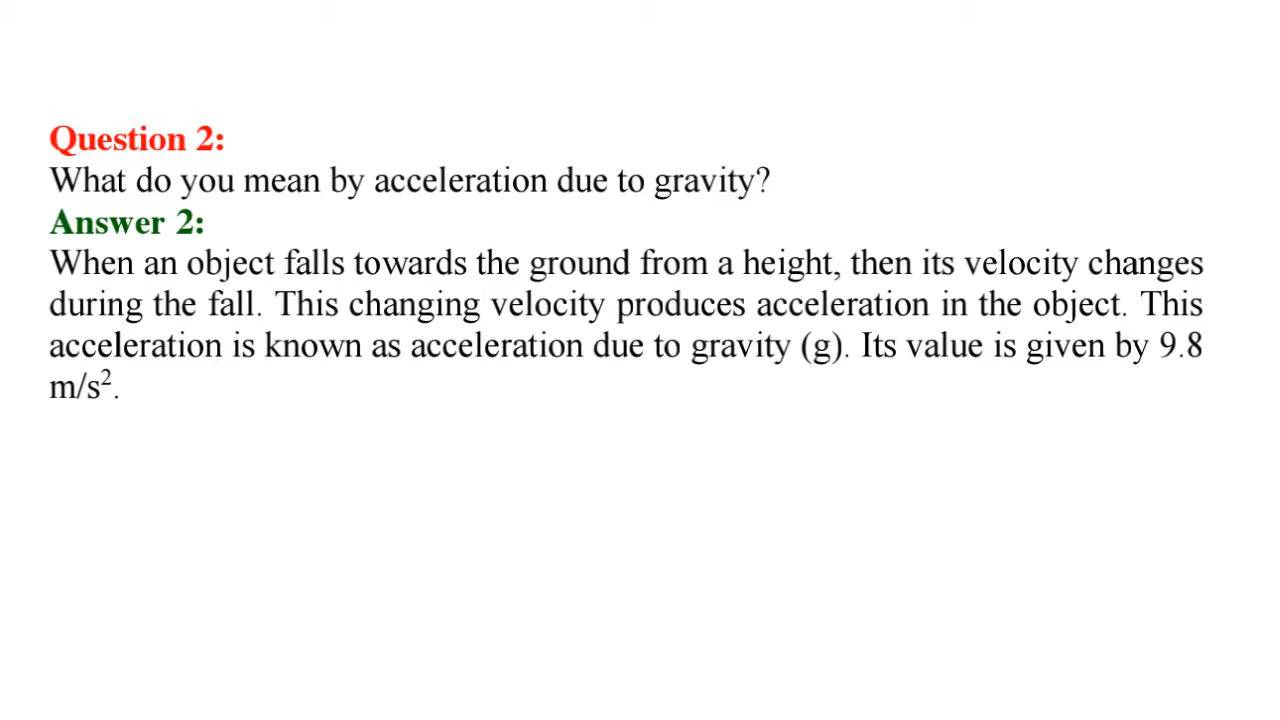 Question 2:
What do you mean by acceleration due to gravity?
Answer 2:
When an object falls towards the ground from a height, then its velocity changes
during the fall. This changing velocity produces acceleration in the object. This
acceleration is known as acceleration due to gravity (g). Its value is given by 9.8
m/s².